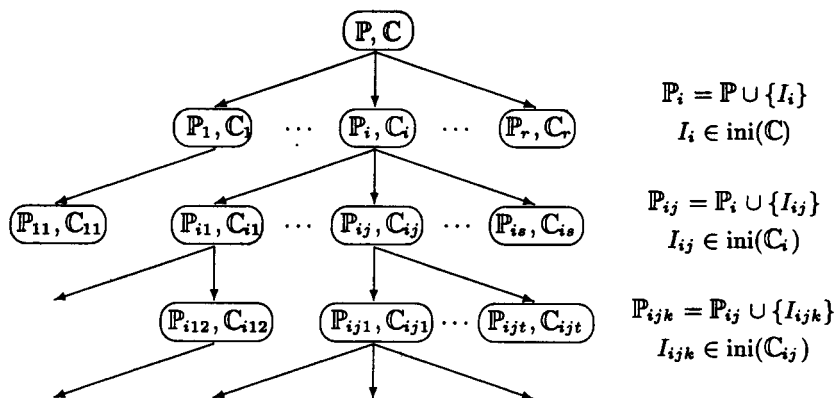 ℙ, ℂ
ℙ₁, ℂ₁ ... ℙᵢ, ℂᵢ ... ℙᵣ, ℂᵣ
ℙᵢ = ℙ ∪ {Iᵢ}
Iᵢ ∈ ini(ℂ)
ℙ₁₁, ℂ₁₁ ℙᵢ₁, ℂᵢ₁ ... ℙᵢⱼ, ℂᵢⱼ ... ℙᵢₛ, ℂᵢₛ
ℙᵢⱼ = ℙᵢ ∪ {Iᵢⱼ}
Iᵢⱼ ∈ ini(ℂᵢ)
ℙᵢ₁₂, ℂᵢ₁₂ ℙᵢⱼ₁, ℂᵢⱼ₁ ... ℙᵢⱼₜ, ℂᵢⱼₜ
ℙᵢⱼₖ = ℙᵢⱼ ∪ {Iᵢⱼₖ}
Iᵢⱼₖ ∈ ini(ℂᵢⱼ)